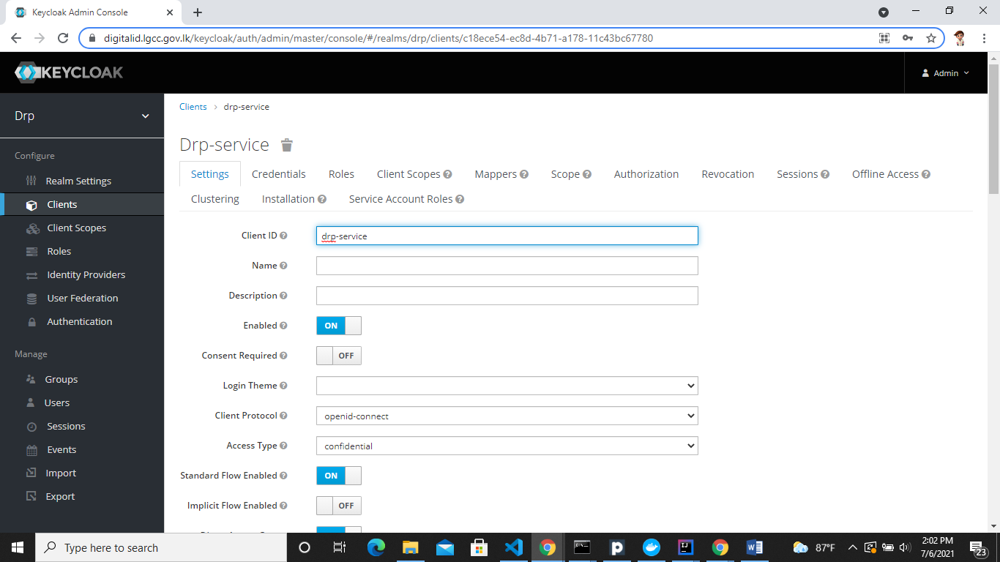 Keycloak Admin Console
digitalid.lgcc.gov.lk/keycloak/auth/admin/master/console/#/realms/drp/clients/c18ece54-ec8d-4b71-a178-11c43bc67780
KEYCLOAK
Admin
Drp
Configure
Realm Settings
Clients
Client Scopes
Roles
Identity Providers
User Federation
Authentication
Manage
Groups
Users
Sessions
Events
Import
Export
Clients > drp-service
Drp-service
Settings Credentials Roles Client Scopes Mappers Scope Authorization Revocation Sessions Offline Access
Clustering Installation Service Account Roles
Client ID drp-service
Name
Description
Enabled ON
Consent Required OFF
Login Theme
Client Protocol openid-connect
Access Type confidential
Standard Flow Enabled ON
Implicit Flow Enabled OFF
Type here to search
87°F
2:02 PM
7/6/2021
23